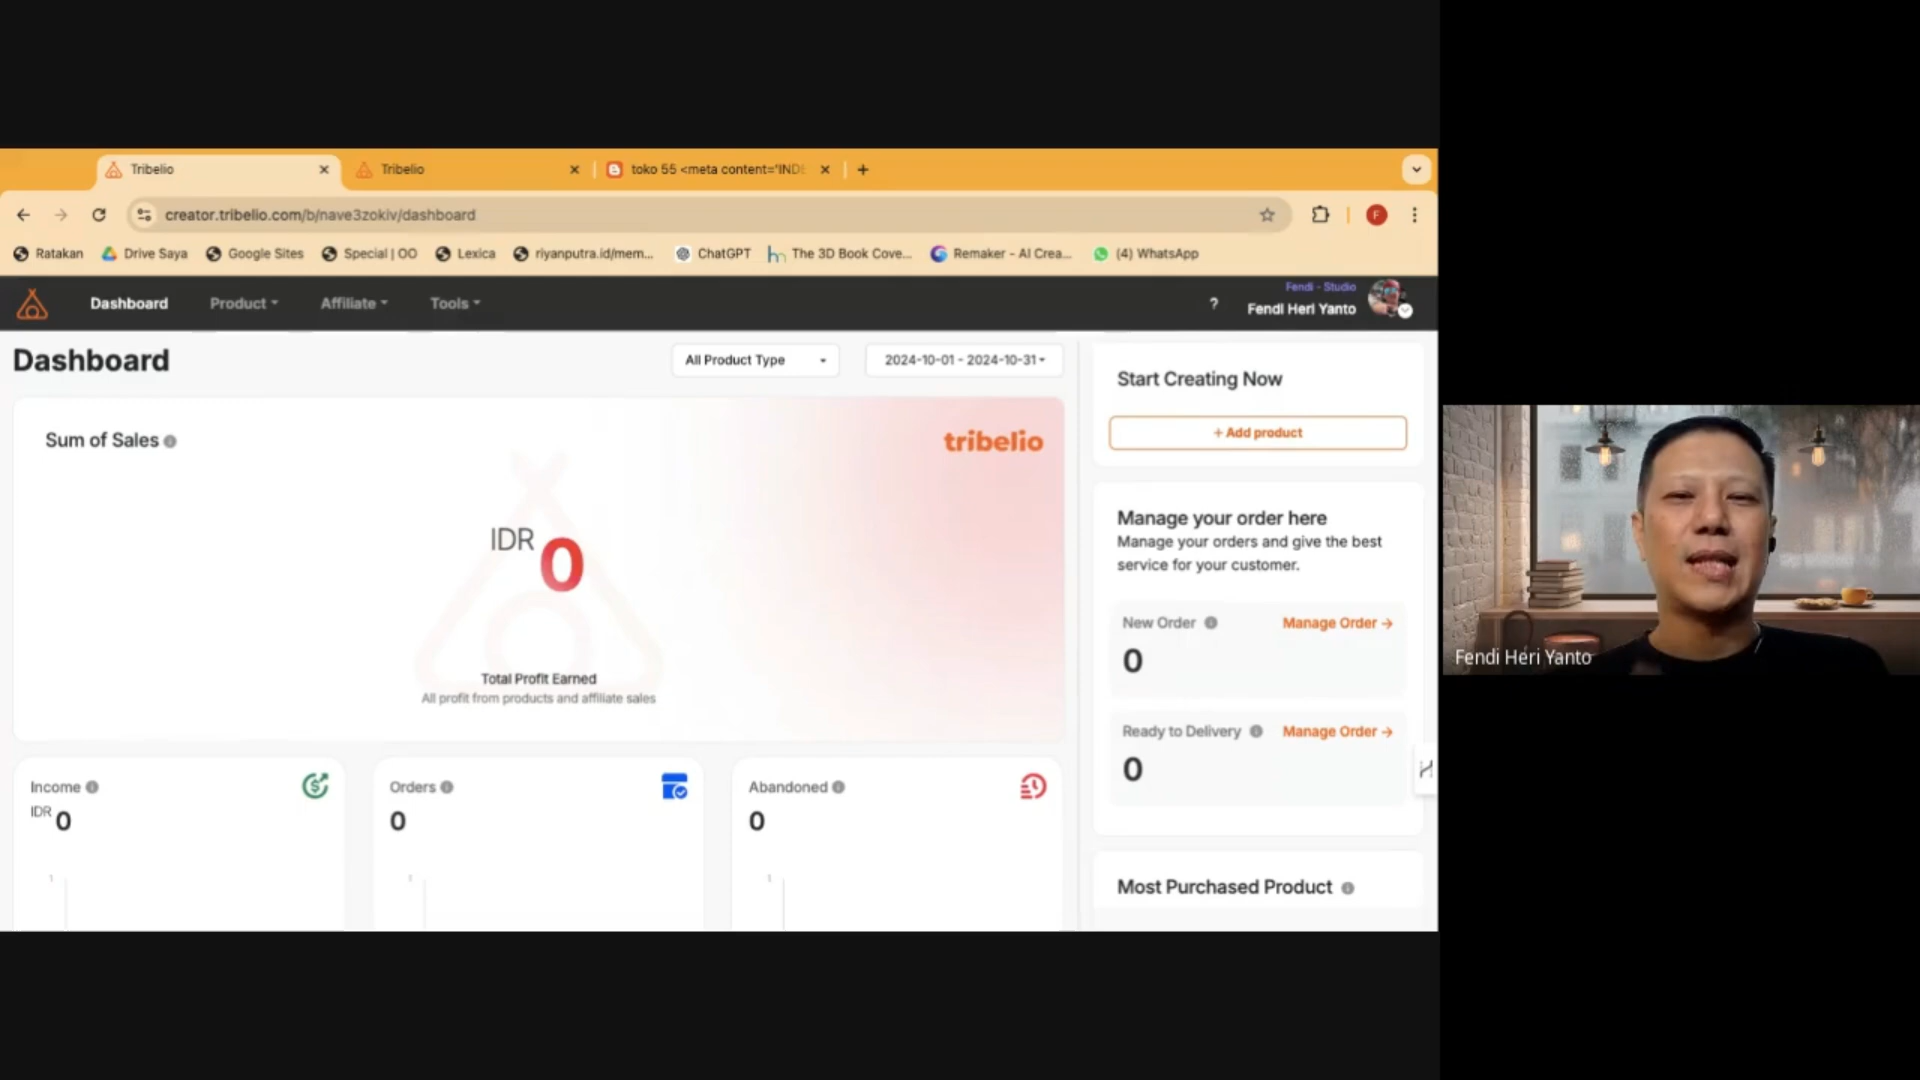 Tribelio
Tribelio
toko 55 <meta content='IND
creator.tribelio.com/b/nave3zokiv/dashboard
F
Ratakan
Drive Saya
Google Sites
Special | OO
Lexica
riyanputra.id/mem...
ChatGPT
The 3D Book Cove...
Remaker - AI Crea...
(4) WhatsApp
Dashboard
Product
Affiliate
Tools
?
Fendi - Studio
Fendi Heri Yanto
Dashboard
All Product Type
2024-10-01 - 2024-10-31
Sum of Sales
tribelio
IDR 0
Total Profit Earned
All profit from products and affiliate sales
Income
IDR 0
1
Orders
0
1
Abandoned
0
1
Start Creating Now
+ Add product
Manage your order here
Manage your orders and give the best
service for your customer.
New Order
Manage Order →
0
Ready to Delivery
Manage Order →
0
Most Purchased Product
Fendi Heri Yanto